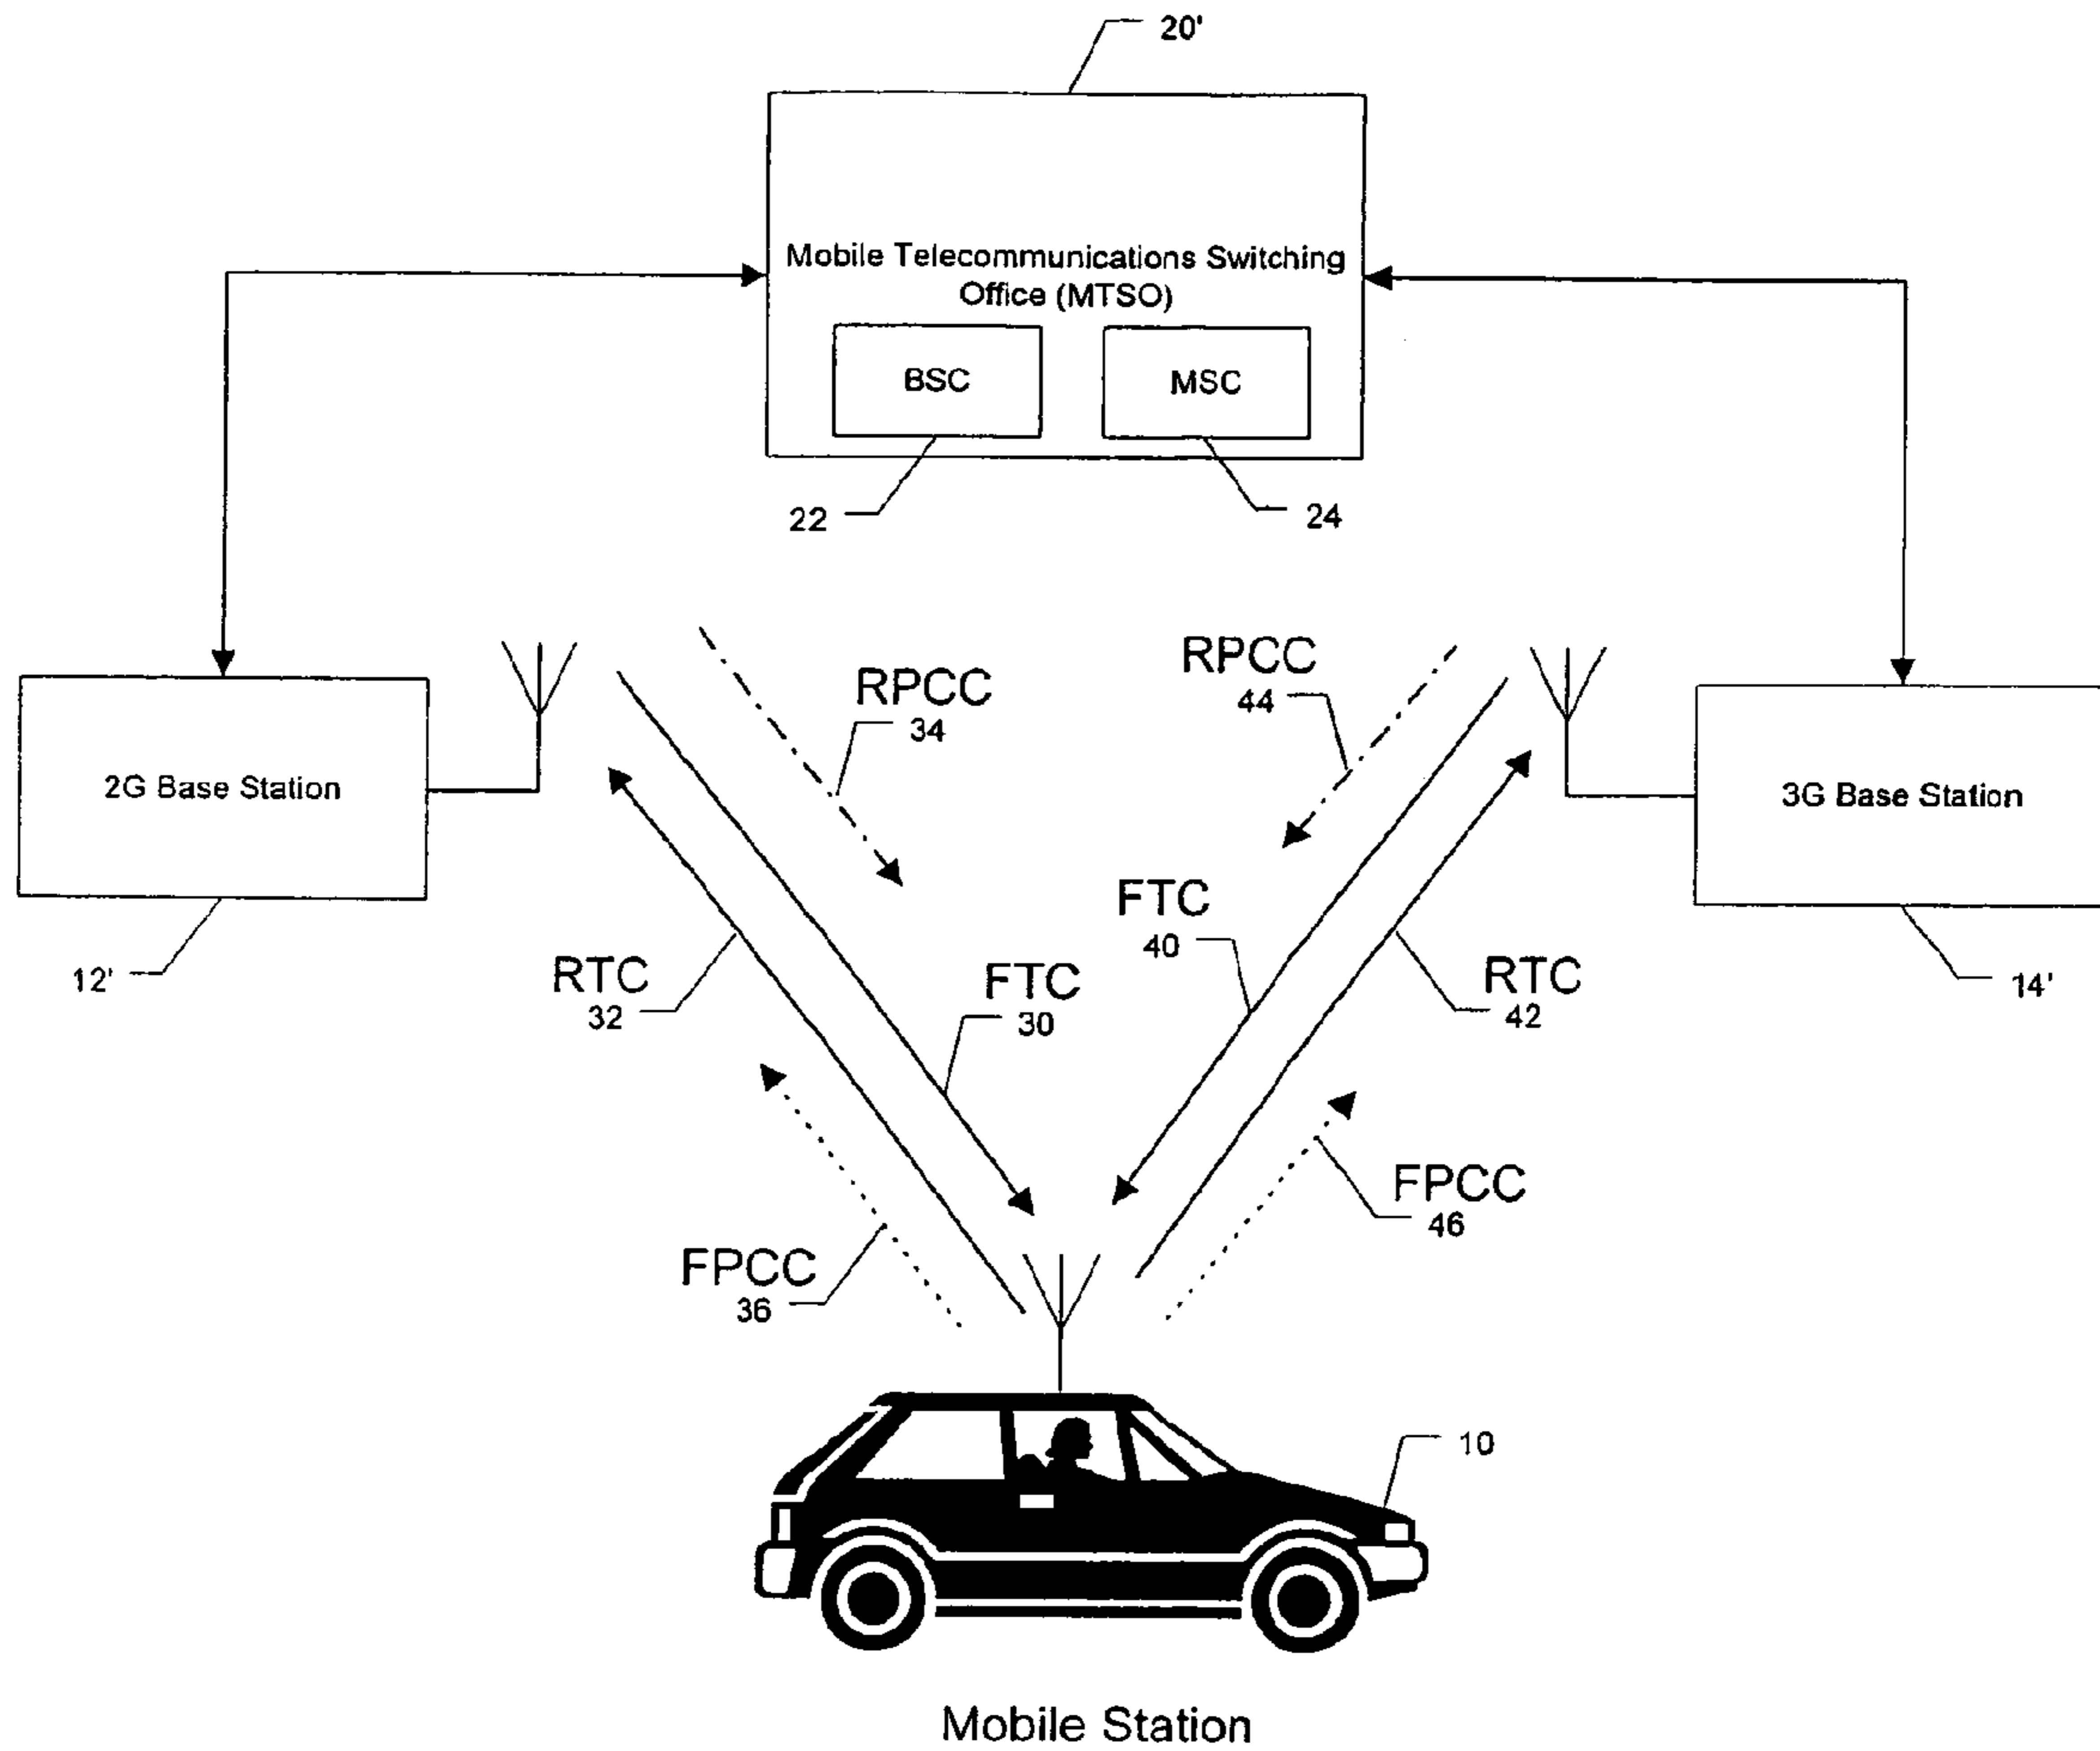 20'
Mobile Telecommunications Switching
Office (MTSO)
BSC
MSC
22
24
RPCC
34
RPCC
44
2G Base Station
3G Base Station
12'
14'
RTC
32
FTC
30
FTC
40
RTC
42
FPCC
36
FPCC
46
10
Mobile Station